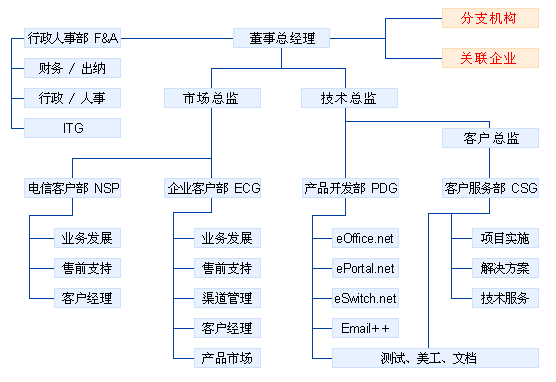 行政人事部 F&A
董事总经理
分支机构
关联企业
财务 / 出纳
行政 / 人事
ITG
市场总监
技术总监
客户总监
电信客户部 NSP
企业客户部 ECG
产品开发部 PDG
客户服务部 CSG
业务发展
业务发展
eOffice.net
项目实施
售前支持
售前支持
ePortal.net
解决方案
客户经理
渠道管理
eSwitch.net
技术服务
客户经理
Email++
产品市场
测试、美工、文档